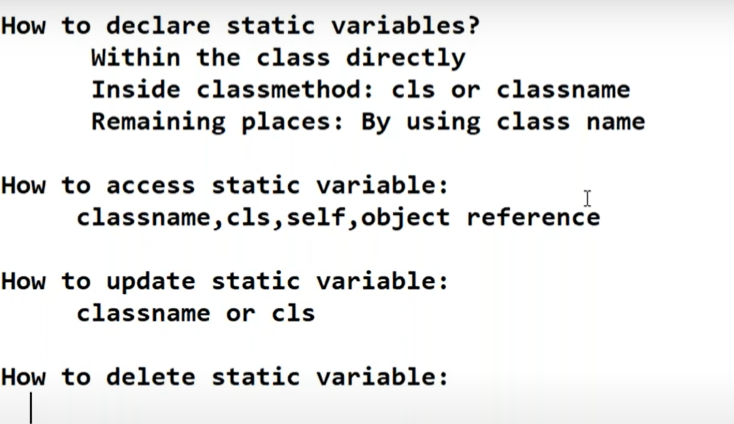 How to declare static variables?
Within the class directly
Inside classmethod: cls or classname
Remaining places: By using class name
How to access static variable:
classname,cls,self,object reference
How to update static variable:
classname or cls
How to delete static variable: